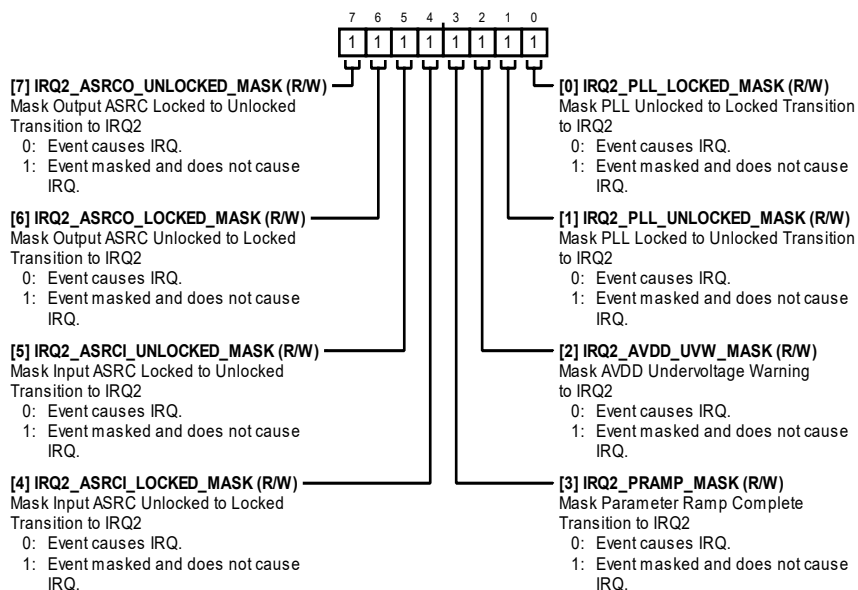 7 6 5 4 3 2 1 0
1 1 1 1 1 1 1 1
[7] IRQ2_ASRCO_UNLOCKED_MASK (R/W)
Mask Output ASRC Locked to Unlocked
Transition to IRQ2
0: Event causes IRQ.
1: Event masked and does not cause
IRQ.
[6] IRQ2_ASRCO_LOCKED_MASK (R/W)
Mask Output ASRC Unlocked to Locked
Transition to IRQ2
0: Event causes IRQ.
1: Event masked and does not cause
IRQ.
[5] IRQ2_ASRCI_UNLOCKED_MASK (R/W)
Mask Input ASRC Locked to Unlocked
Transition to IRQ2
0: Event causes IRQ.
1: Event masked and does not cause
IRQ.
[4] IRQ2_ASRCI_LOCKED_MASK (R/W)
Mask Input ASRC Unlocked to Locked
Transition to IRQ2
0: Event causes IRQ.
1: Event masked and does not cause
IRQ.
[0] IRQ2_PLL_LOCKED_MASK (R/W)
Mask PLL Unlocked to Locked Transition
to IRQ2
0: Event causes IRQ.
1: Event masked and does not cause
IRQ.
[1] IRQ2_PLL_UNLOCKED_MASK (R/W)
Mask PLL Locked to Unlocked Transition
to IRQ2
0: Event causes IRQ.
1: Event masked and does not cause
IRQ.
[2] IRQ2_AVDD_UVW_MASK (R/W)
Mask AVDD Undervoltage Warning
to IRQ2
0: Event causes IRQ.
1: Event masked and does not cause
IRQ.
[3] IRQ2_PRAMP_MASK (R/W)
Mask Parameter Ramp Complete
Transition to IRQ2
0: Event causes IRQ.
1: Event masked and does not cause
IRQ.